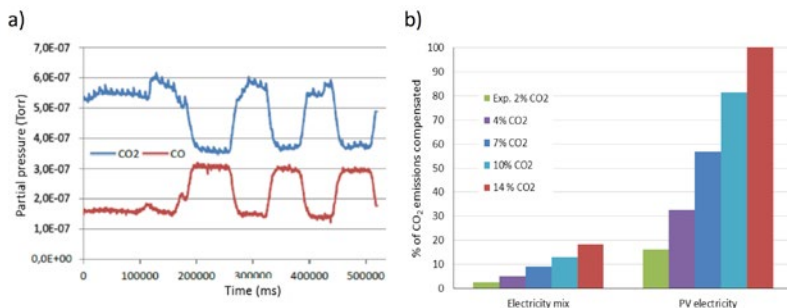 a)
7,0E-07
6,0E-07
5,0E-07
4,0E-07
3,0E-07
2,0E-07
1,0E-07
0,0E+00
Partial pressure (Torr)
CO2 CO
0 100000 200000 300000 400000 500000
Time (ms)
b)
100
90
80
70
60
50
40
30
20
10
0
% of CO₂ emissions compensated
Exp. 2% CO2
4% CO2
7% CO2
10% CO2
14 % CO2
Electricity mix PV electricity